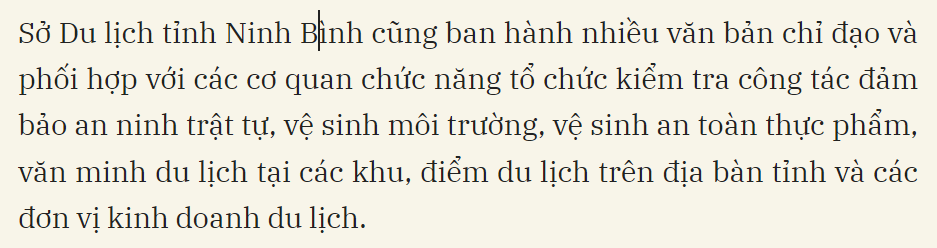 Sở Du lịch tỉnh Ninh Bình cũng ban hành nhiều văn bản chỉ đạo và
phối hợp với các cơ quan chức năng tổ chức kiểm tra công tác đảm
bảo an ninh trật tự, vệ sinh môi trường, vệ sinh an toàn thực phẩm,
văn minh du lịch tại các khu, điểm du lịch trên địa bàn tỉnh và các
đơn vị kinh doanh du lịch.